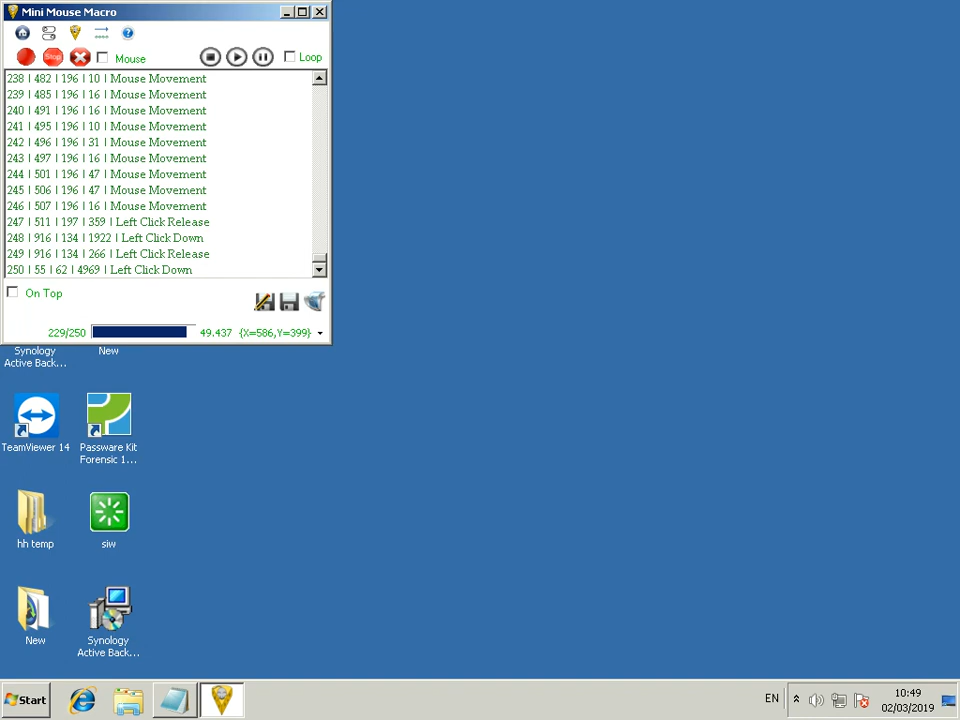 Mini Mouse Macro
Stop
Mouse
Loop
238 | 482 | 196 | 10 | Mouse Movement
239 | 485 | 196 | 16 | Mouse Movement
240 | 491 | 196 | 16 | Mouse Movement
241 | 495 | 196 | 10 | Mouse Movement
242 | 496 | 196 | 31 | Mouse Movement
243 | 497 | 196 | 16 | Mouse Movement
244 | 501 | 196 | 47 | Mouse Movement
245 | 506 | 196 | 47 | Mouse Movement
246 | 507 | 196 | 16 | Mouse Movement
247 | 511 | 197 | 359 | Left Click Release
248 | 916 | 134 | 1922 | Left Click Down
249 | 916 | 134 | 266 | Left Click Release
250 | 55 | 62 | 4969 | Left Click Down
On Top
229/250
49.437
{X=586,Y=399}
Synology
Active Back...
New
TeamViewer 14
Passware Kit
Forensic 1...
hh temp
siw
New
Synology
Active Back...
Start
EN
10:49
02/03/2019